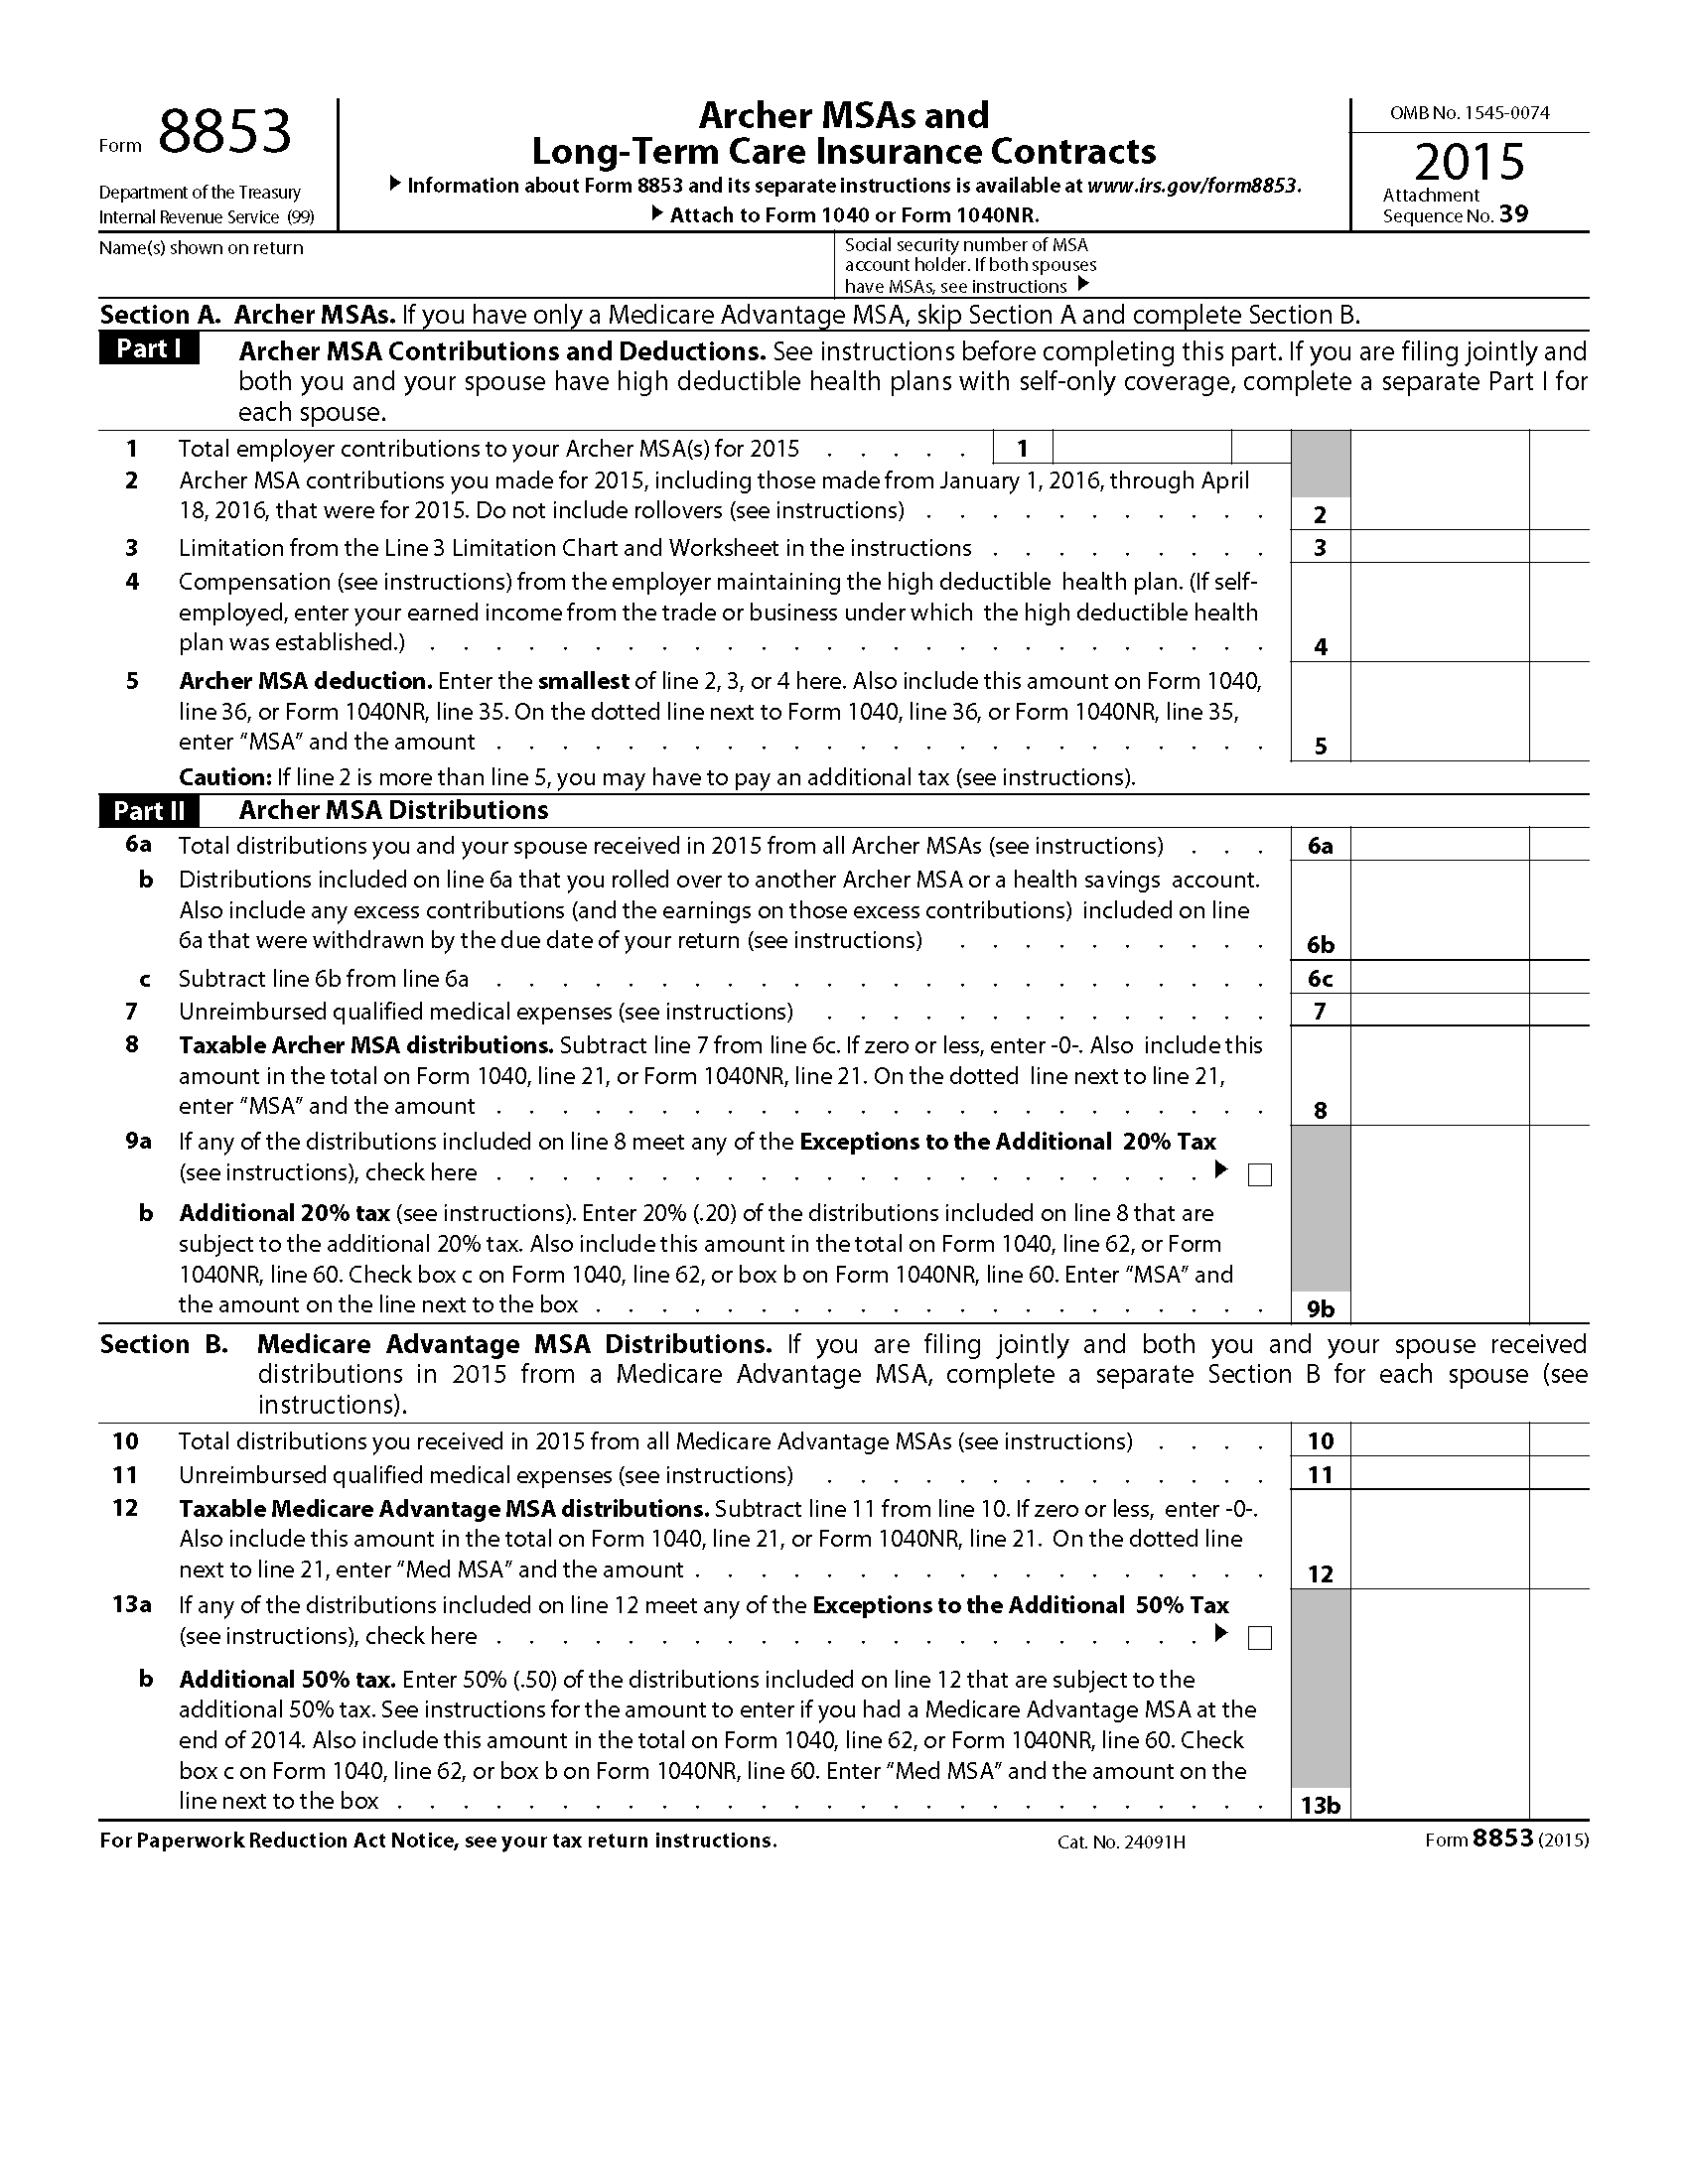 Form 8853
Department of the Treasury
Internal Revenue Service (99)
Archer MSAs and
Long-Term Care Insurance Contracts
▶ Information about Form 8853 and its separate instructions is available at www.irs.gov/form8853.
▶ Attach to Form 1040 or Form 1040NR.
OMB No. 1545-0074
2015
Attachment
Sequence No. 39
Name(s) shown on return
Social security number of MSA
account holder. If both spouses
have MSAs, see instructions ▶
Section A. Archer MSAs. If you have only a Medicare Advantage MSA, skip Section A and complete Section B.
Part I Archer MSA Contributions and Deductions. See instructions before completing this part. If you are filing jointly and
both you and your spouse have high deductible health plans with self-only coverage, complete a separate Part I for
each spouse.
1 Total employer contributions to your Archer MSA(s) for 2015 . . . . . 1
2 Archer MSA contributions you made for 2015, including those made from January 1, 2016, through April
18, 2016, that were for 2015. Do not include rollovers (see instructions) . . . . . . . . . . . 2
3 Limitation from the Line 3 Limitation Chart and Worksheet in the instructions . . . . . . . . . 3
4 Compensation (see instructions) from the employer maintaining the high deductible health plan. (If self-
employed, enter your earned income from the trade or business under which the high deductible health
plan was established.) . . . . . . . . . . . . . . . . . . . . . . . . . . 4
5 Archer MSA deduction. Enter the smallest of line 2, 3, or 4 here. Also include this amount on Form 1040,
line 36, or Form 1040NR, line 35. On the dotted line next to Form 1040, line 36, or Form 1040NR, line 35,
enter “MSA” and the amount . . . . . . . . . . . . . . . . . . . . . . . . 5
Caution: If line 2 is more than line 5, you may have to pay an additional tax (see instructions).
Part II Archer MSA Distributions
6a Total distributions you and your spouse received in 2015 from all Archer MSAs (see instructions) . . . 6a
b Distributions included on line 6a that you rolled over to another Archer MSA or a health savings account.
Also include any excess contributions (and the earnings on those excess contributions) included on line
6a that were withdrawn by the due date of your return (see instructions) . . . . . . . . . . 6b
c Subtract line 6b from line 6a . . . . . . . . . . . . . . . . . . . . . . . . 6c
7 Unreimbursed qualified medical expenses (see instructions) . . . . . . . . . . . . . . 7
8 Taxable Archer MSA distributions. Subtract line 7 from line 6c. If zero or less, enter -0-. Also include this
amount in the total on Form 1040, line 21, or Form 1040NR, line 21. On the dotted line next to line 21,
enter “MSA” and the amount . . . . . . . . . . . . . . . . . . . . . . . . 8
9a If any of the distributions included on line 8 meet any of the Exceptions to the Additional 20% Tax
(see instructions), check here . . . . . . . . . . . . . . . . . . . . . . ▶ □
b Additional 20% tax (see instructions). Enter 20% (.20) of the distributions included on line 8 that are
subject to the additional 20% tax. Also include this amount in the total on Form 1040, line 62, or Form
1040NR, line 60. Check box c on Form 1040, line 62, or box b on Form 1040NR, line 60. Enter “MSA” and
the amount on the line next to the box . . . . . . . . . . . . . . . . . . . . . 9b
Section B. Medicare Advantage MSA Distributions. If you are filing jointly and both you and your spouse received
distributions in 2015 from a Medicare Advantage MSA, complete a separate Section B for each spouse (see
instructions).
10 Total distributions you received in 2015 from all Medicare Advantage MSAs (see instructions) . . . . 10
11 Unreimbursed qualified medical expenses (see instructions) . . . . . . . . . . . . . . 11
12 Taxable Medicare Advantage MSA distributions. Subtract line 11 from line 10. If zero or less, enter -0-.
Also include this amount in the total on Form 1040, line 21, or Form 1040NR, line 21. On the dotted line
next to line 21, enter “Med MSA” and the amount . . . . . . . . . . . . . . . . . . 12
13a If any of the distributions included on line 12 meet any of the Exceptions to the Additional 50% Tax
(see instructions), check here . . . . . . . . . . . . . . . . . . . . . . ▶ □
b Additional 50% tax. Enter 50% (.50) of the distributions included on line 12 that are subject to the
additional 50% tax. See instructions for the amount to enter if you had a Medicare Advantage MSA at the
end of 2014. Also include this amount in the total on Form 1040, line 62, or Form 1040NR, line 60. Check
box c on Form 1040, line 62, or box b on Form 1040NR, line 60. Enter “Med MSA” and the amount on the
line next to the box . . . . . . . . . . . . . . . . . . . . . . . . . . . 13b
For Paperwork Reduction Act Notice, see your tax return instructions. Cat. No. 24091H Form 8853 (2015)